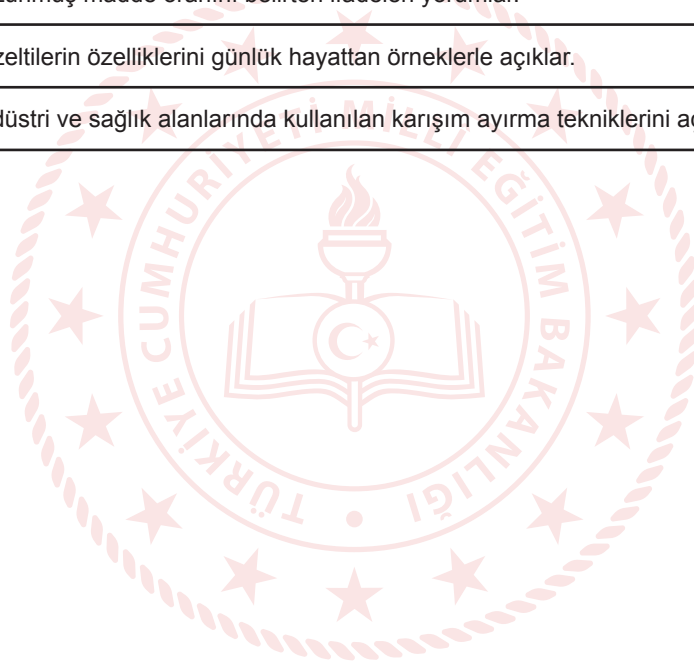 madde oranını belirten ifadeleri yorumlar.
zeltilerin özelliklerini günlük hayattan örneklerle açıklar.
düstri ve sağlık alanlarında kullanılan karışım ayırma tekniklerini
TÜRKİYE CUMHURİYETİ MİLLÎ EĞİTİM BAKANLIĞI